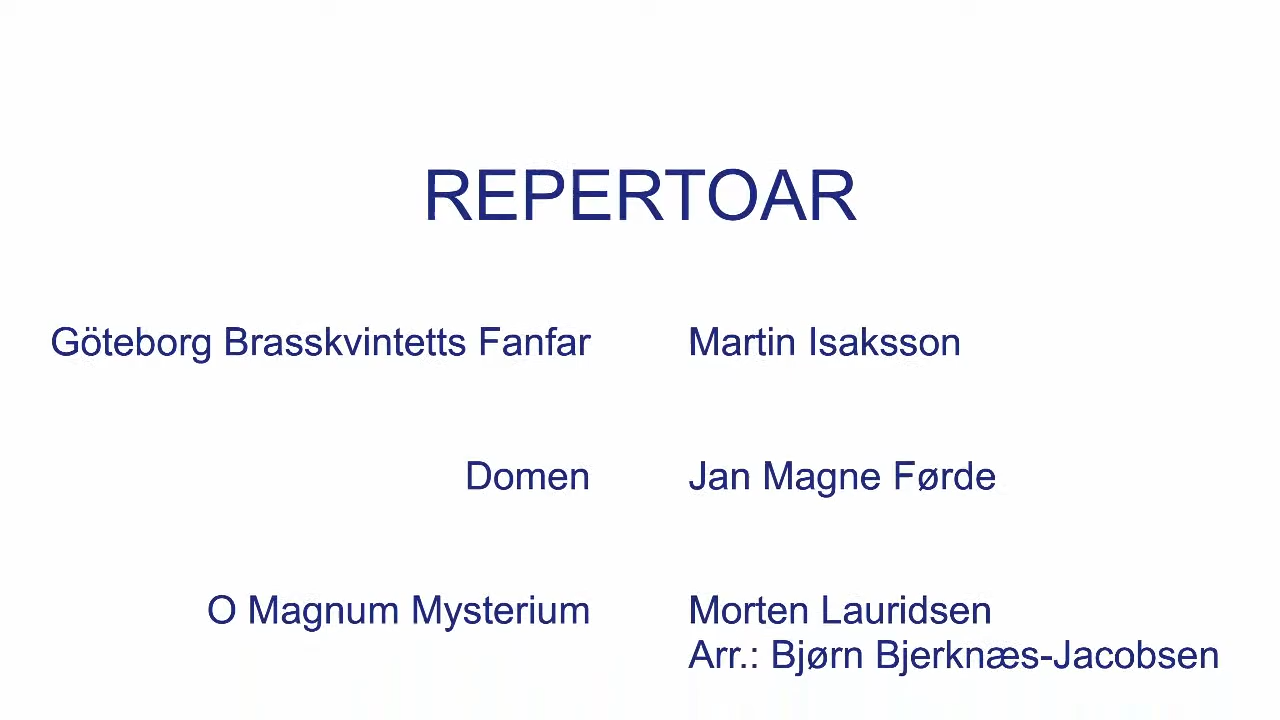 REPERTOAR
Göteborg Brasskvintetts Fanfar Martin Isaksson
Domen Jan Magne Førde
O Magnum Mysterium Morten Lauridsen
Arr.: Bjørn Bjerknæs-Jacobsen